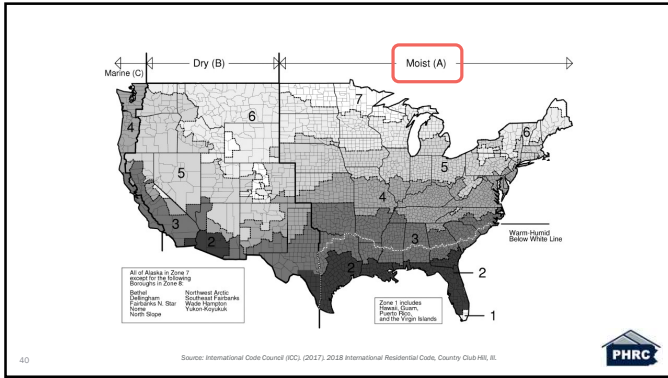 Marine (C)
Dry (B)
Moist (A)
7
6
6
4
5
5
4
3
3
2
2
2
1
Warm-Humid
Below White Line
All of Alaska in Zone 7
except for the following
Boroughs in Zone 8:
Bethel
Dellingham
Fairbanks N. Star
Nome
North Slope
Northwest Arctic
Southeast Fairbanks
Wade Hampton
Yukon-Koyukuk
Zone 1 includes
Hawaii, Guam,
Puerto Rico,
and the Virgin Islands
40
Source: International Code Council (ICC). (2017). 2018 International Residential Code, Country Club Hill, Ill.
PHRC